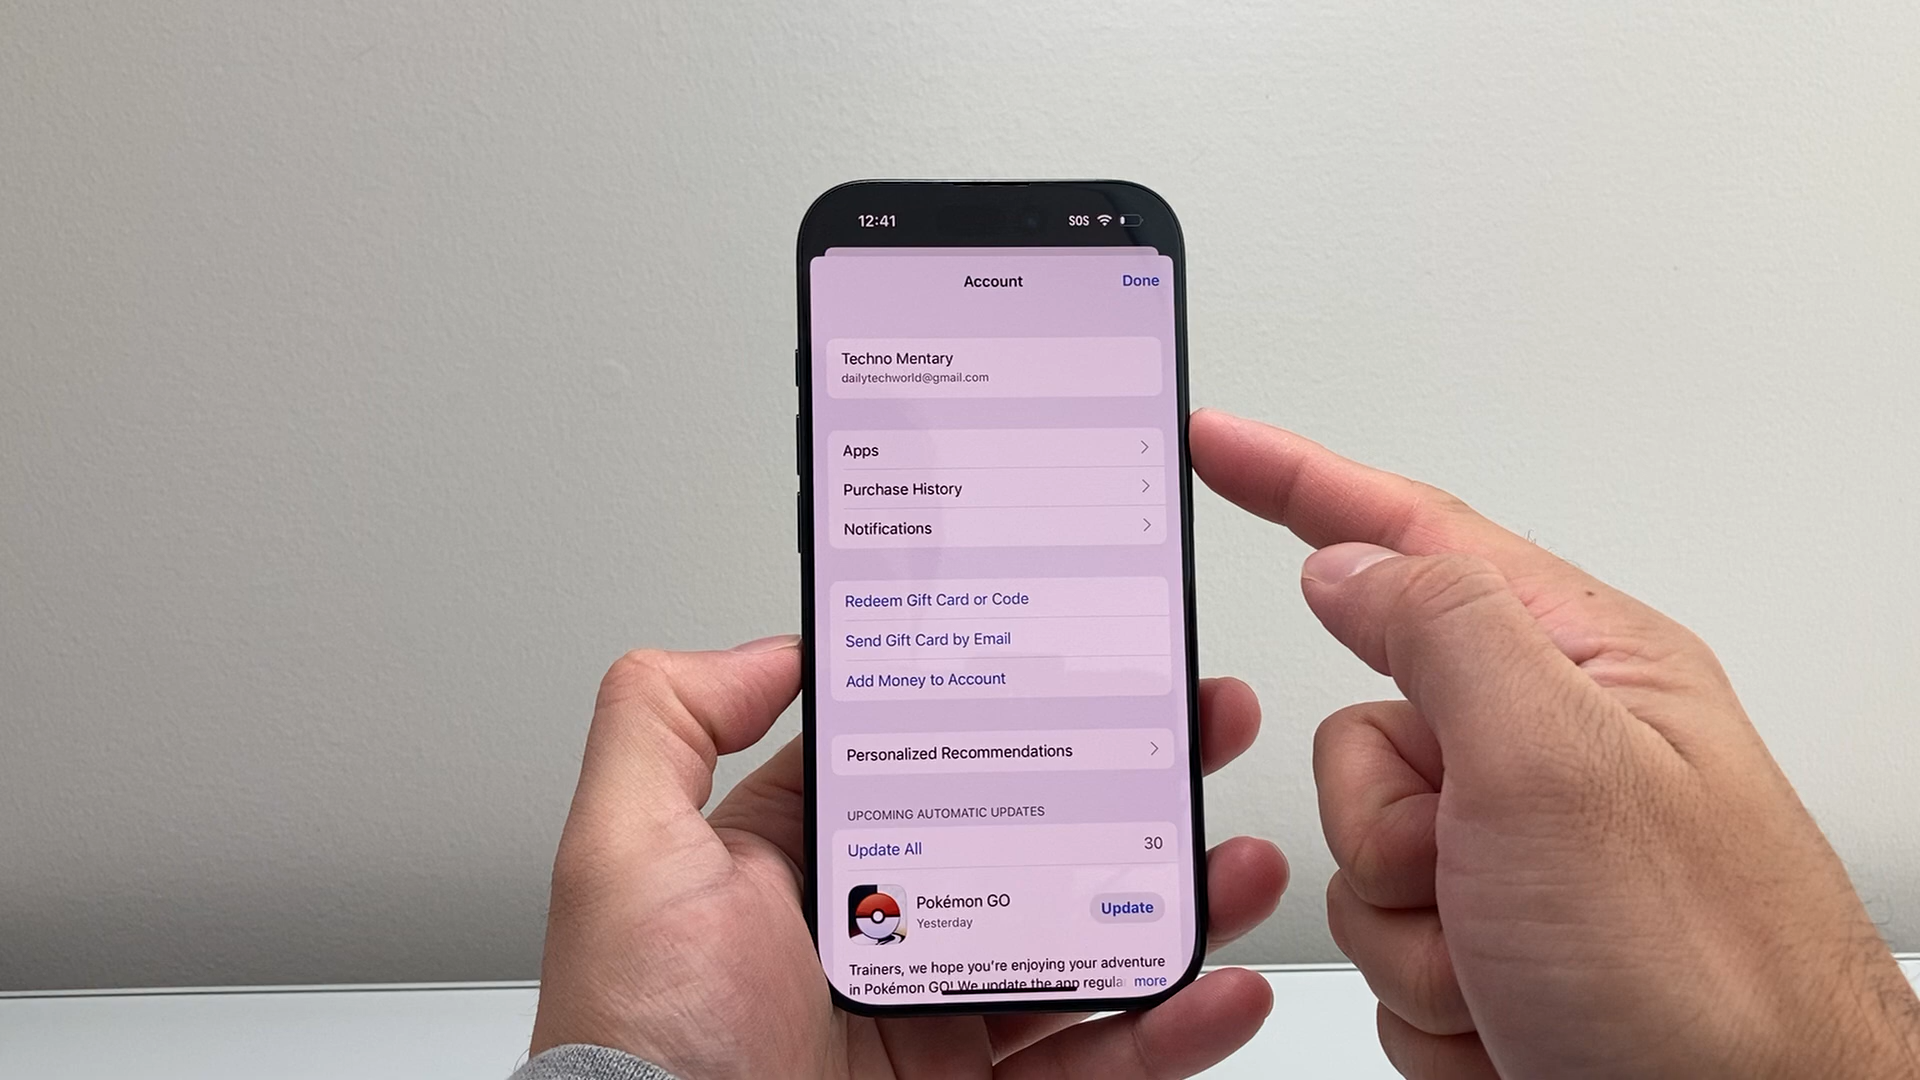 12:41 SOS
Account Done
Techno Mentary
dailytechworld@gmail.com
Apps
Purchase History
Notifications
Redeem Gift Card or Code
Send Gift Card by Email
Add Money to Account
Personalized Recommendations
UPCOMING AUTOMATIC UPDATES
Update All 30
Pokémon GO
Yesterday
Update
Trainers, we hope you're enjoying your adventure
in Pokémon GO! We update the app regula more